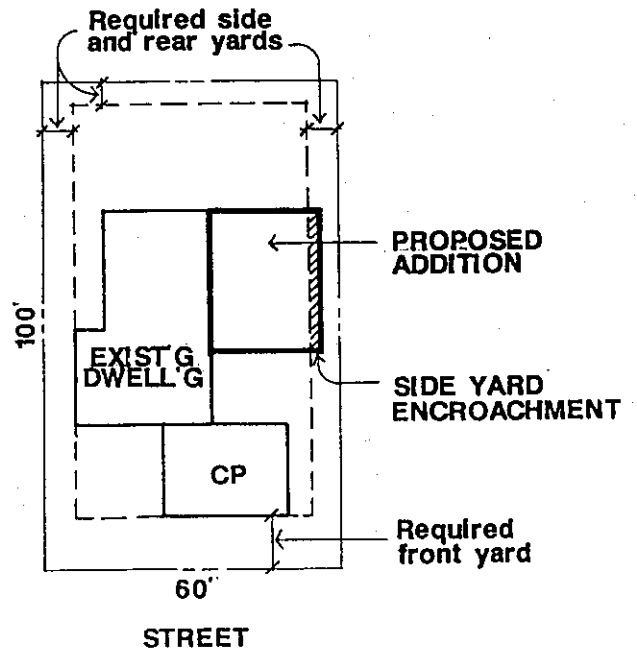 Required side
and rear yards
PROPOSED
ADDITION
100'
EXIST'G
DWELL'G
SIDE YARD
ENCROACHMENT
CP
Required
front yard
60'
STREET